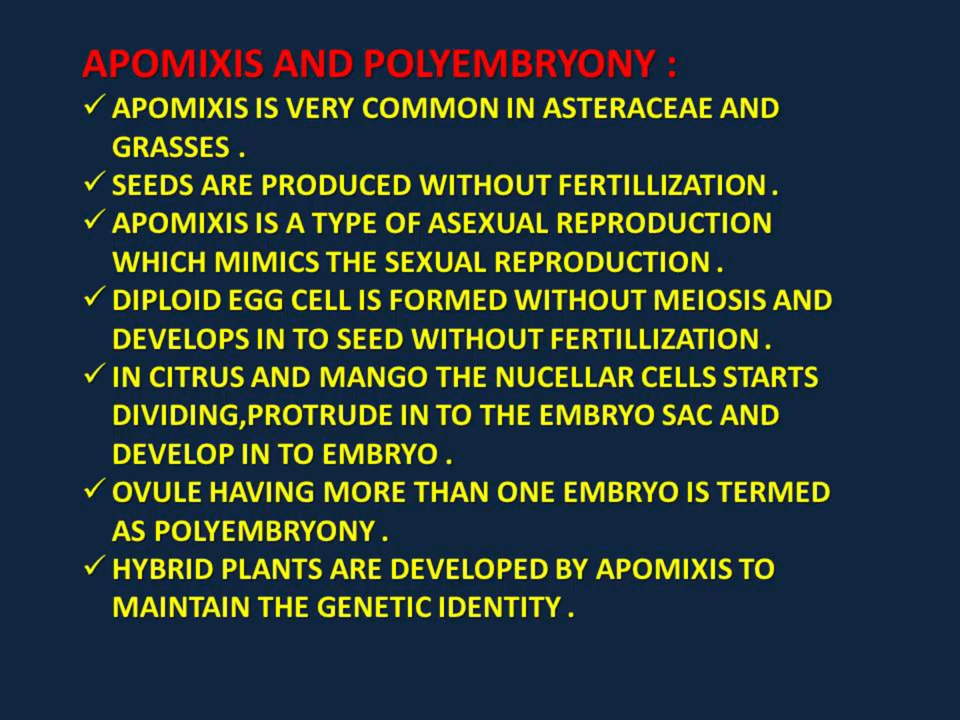 APOMIXIS AND POLYEMBRYONY :
✓ APOMIXIS IS VERY COMMON IN ASTERACEAE AND
GRASSES .
✓ SEEDS ARE PRODUCED WITHOUT FERTILLIZATION .
✓ APOMIXIS IS A TYPE OF ASEXUAL REPRODUCTION
WHICH MIMICS THE SEXUAL REPRODUCTION .
✓ DIPLOID EGG CELL IS FORMED WITHOUT MEIOSIS AND
DEVELOPS IN TO SEED WITHOUT FERTILLIZATION .
✓ IN CITRUS AND MANGO THE NUCELLAR CELLS STARTS
DIVIDING,PROTRUDE IN TO THE EMBRYO SAC AND
DEVELOP IN TO EMBRYO .
✓ OVULE HAVING MORE THAN ONE EMBRYO IS TERMED
AS POLYEMBRYONY .
✓ HYBRID PLANTS ARE DEVELOPED BY APOMIXIS TO
MAINTAIN THE GENETIC IDENTITY .